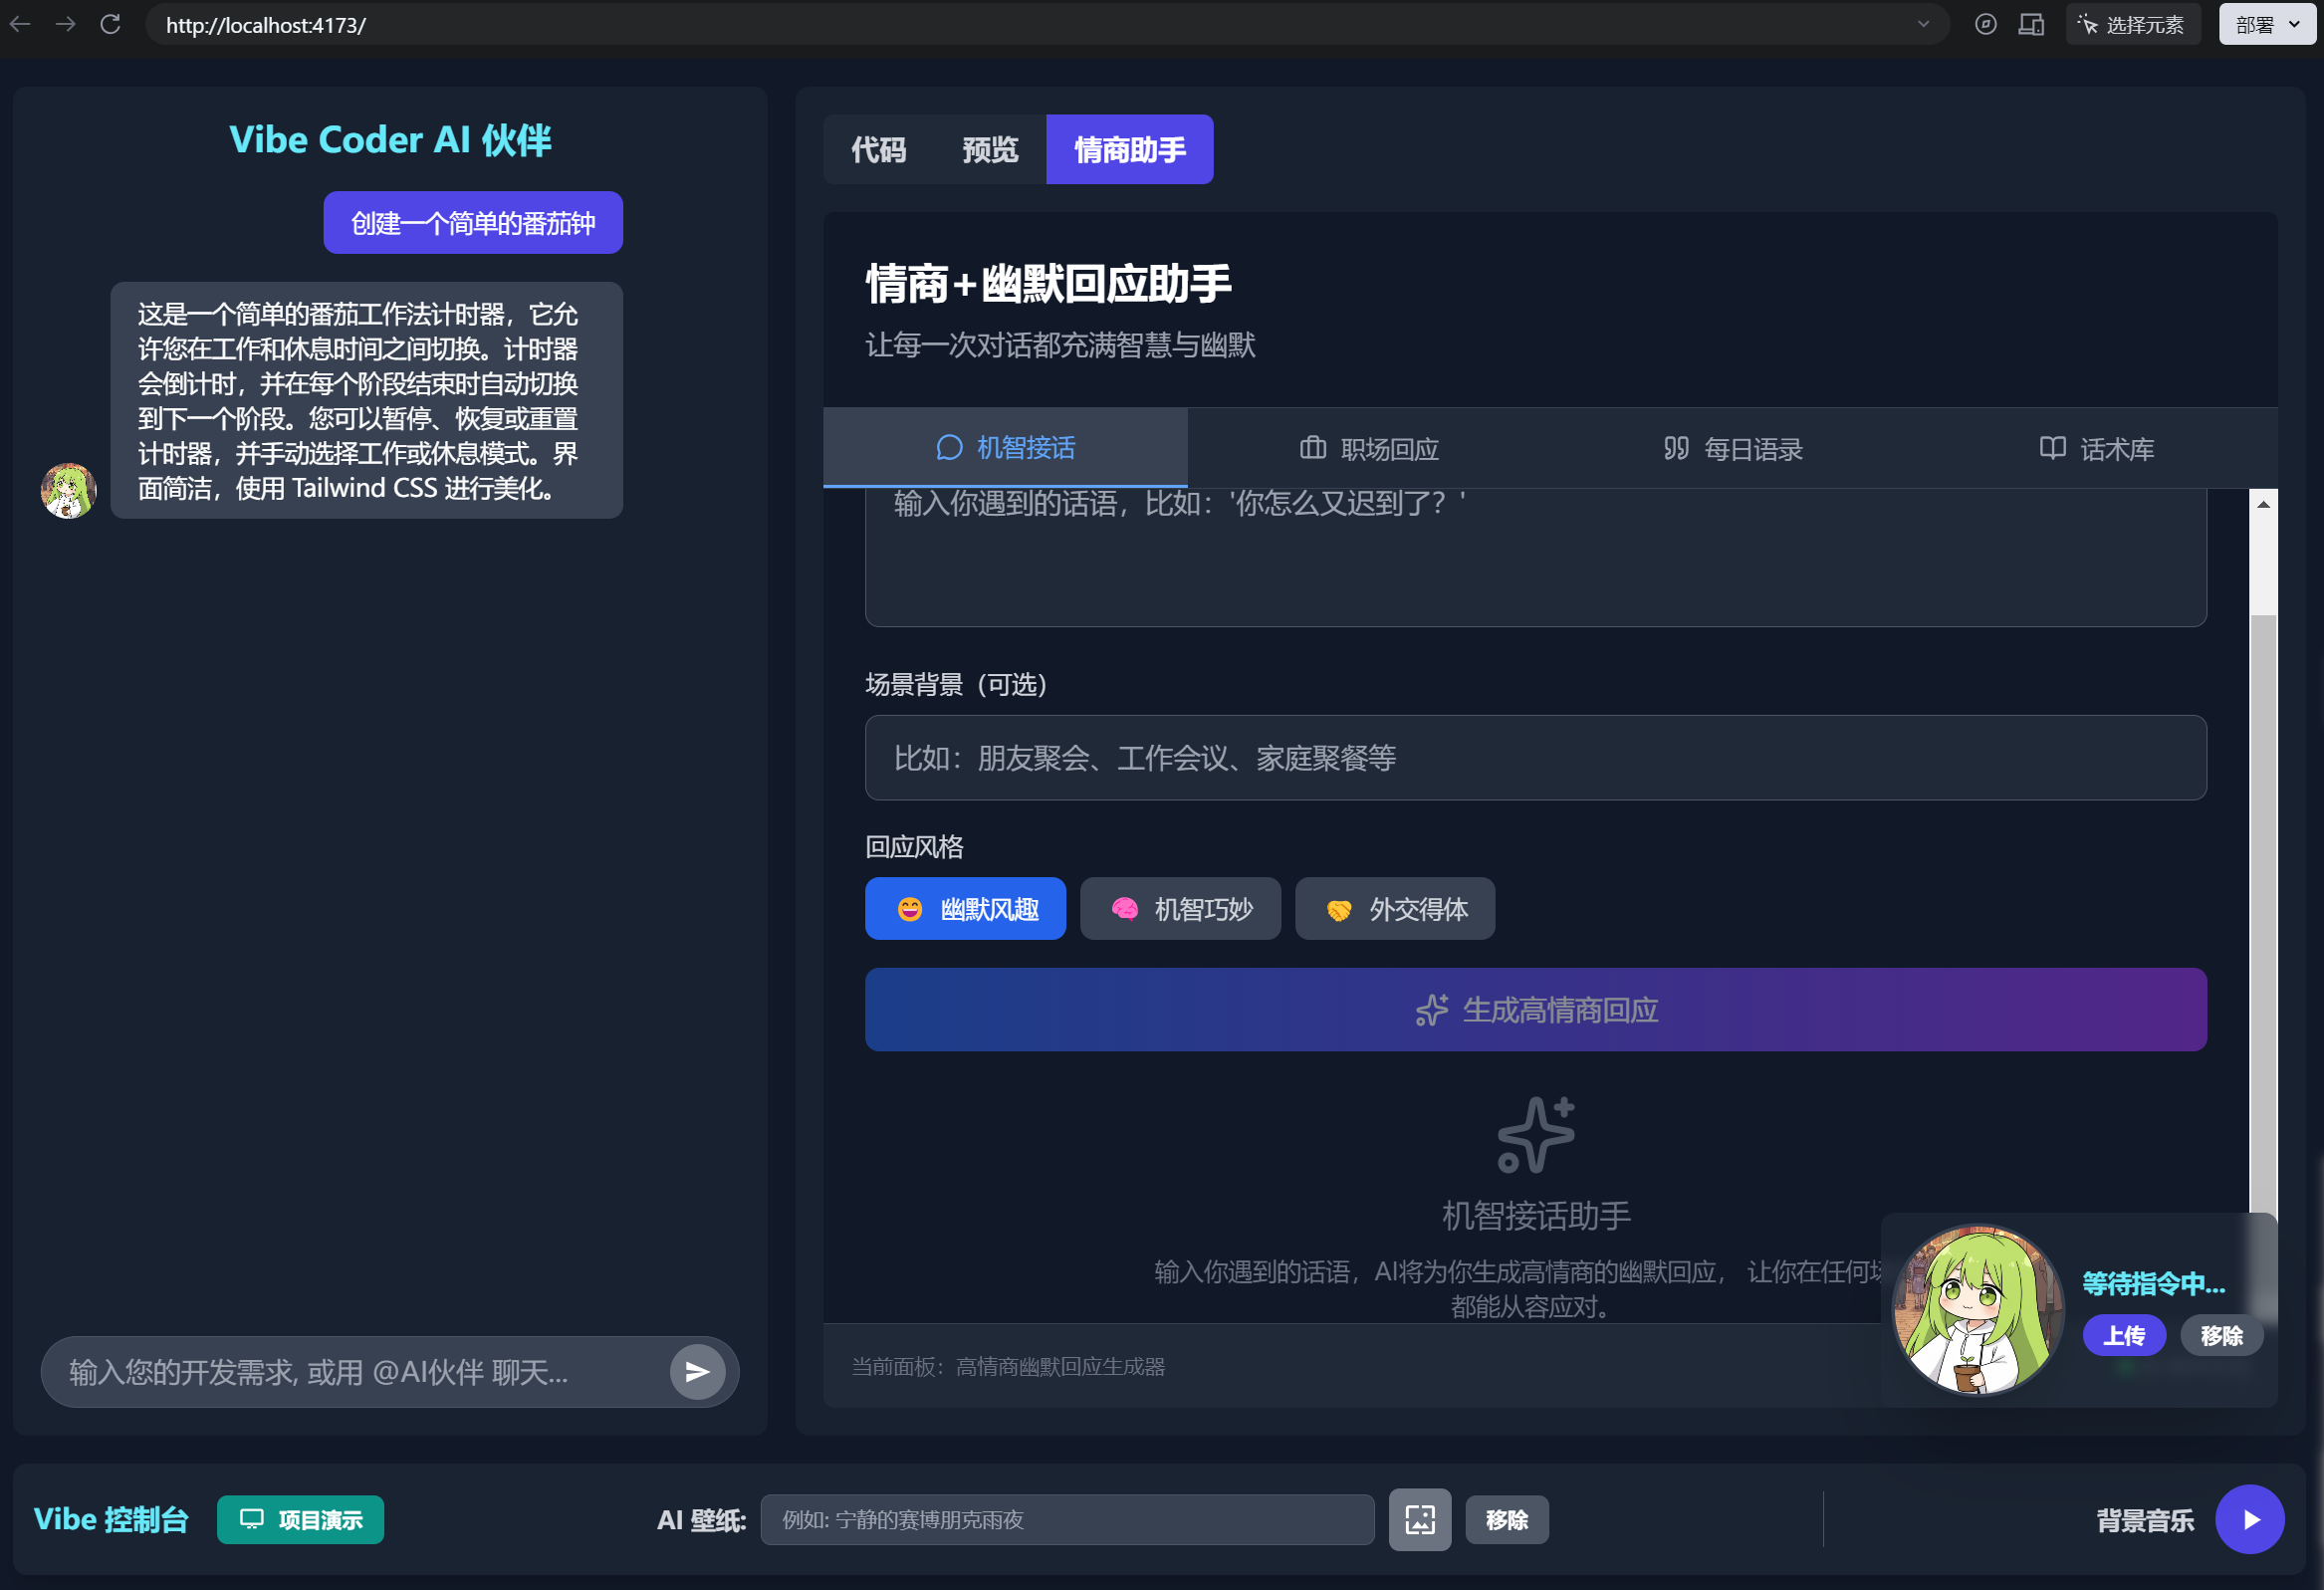 http://localhost:4173/
选择元素
部署
Vibe Coder AI 伙伴
创建一个简单的番茄钟
这是一个简单的番茄工作法计时器，它允
许您在工作和休息时间之间切换。计时器
会倒计时，并在每个阶段结束时自动切换
到下一个阶段。您可以暂停、恢复或重置
计时器，并手动选择工作或休息模式。界
面简洁，使用 Tailwind CSS 进行美化。
输入您的开发需求, 或用 @AI伙伴 聊天...
代码
预览
情商助手
情商+幽默回应助手
让每一次对话都充满智慧与幽默
机智接话
职场回应
每日语录
话术库
输入你遇到的话语，比如：'你怎么又迟到了？'
场景背景（可选）
比如：朋友聚会、工作会议、家庭聚餐等
回应风格
幽默风趣
机智巧妙
外交得体
生成高情商回应
机智接话助手
输入你遇到的话语，AI将为你生成高情商的幽默回应， 让你在任何
都能从容应对。
等待指令中...
上传
移除
当前面板：高情商幽默回应生成器
Vibe 控制台
项目演示
AI 壁纸:
例如: 宁静的赛博朋克雨夜
移除
背景音乐